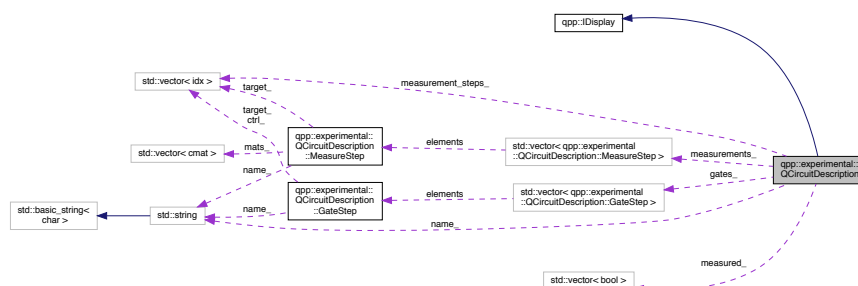 qpp::IDisplay
std::vector< idx >
measurement_steps_
target_
target_
ctrl_
qpp::experimental::
QCircuitDescription
::MeasureStep
elements
std::vector< qpp::experimental
::QCircuitDescription::MeasureStep >
measurements_
qpp::experimental::
QCircuitDescription
std::vector< cmat >
mats_
name_
gates_
qpp::experimental::
QCircuitDescription
::GateStep
elements
std::vector< qpp::experimental
::QCircuitDescription::GateStep >
std::basic_string<
char >
std::string
name_
name_
measured_
std::vector< bool >